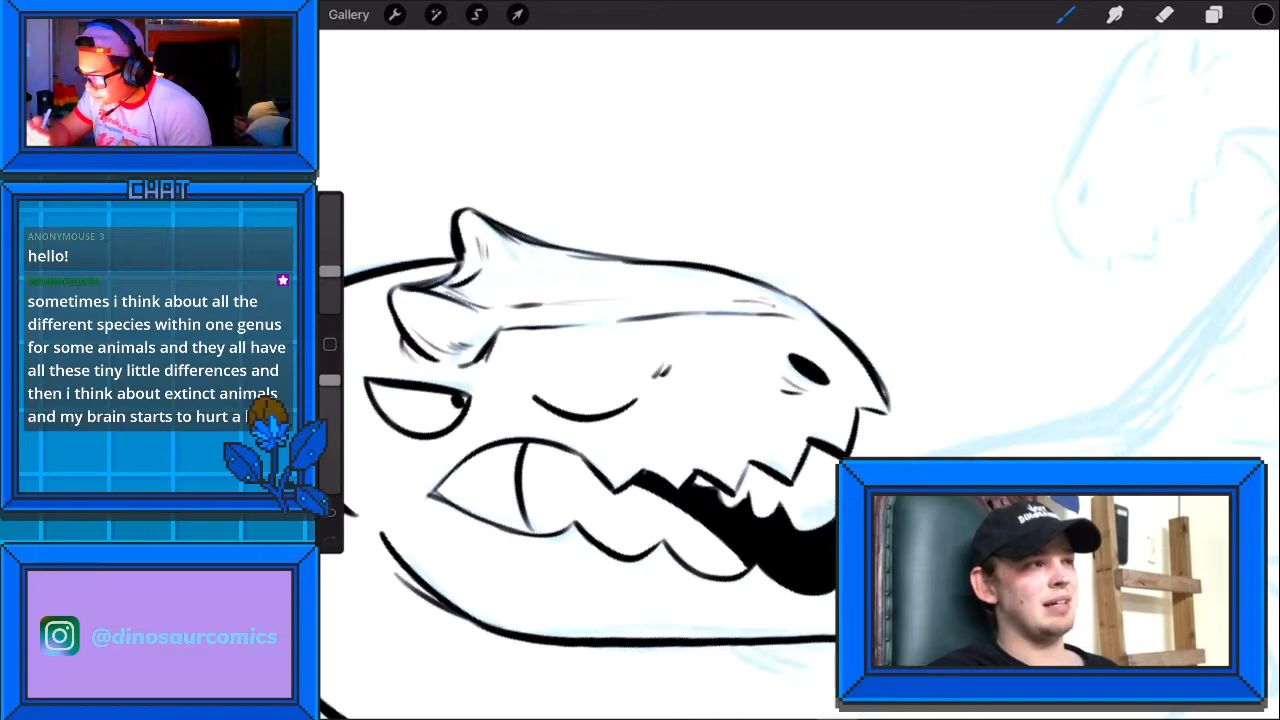 Gallery
CHAT
ANONYMOUSE 3
hello!
sometimes i think about all the
different species within one genus
for some animals and they all have
all these tiny little differences and
then i think about extinct animals
and my brain starts to hurt a
@dinosaurcomics